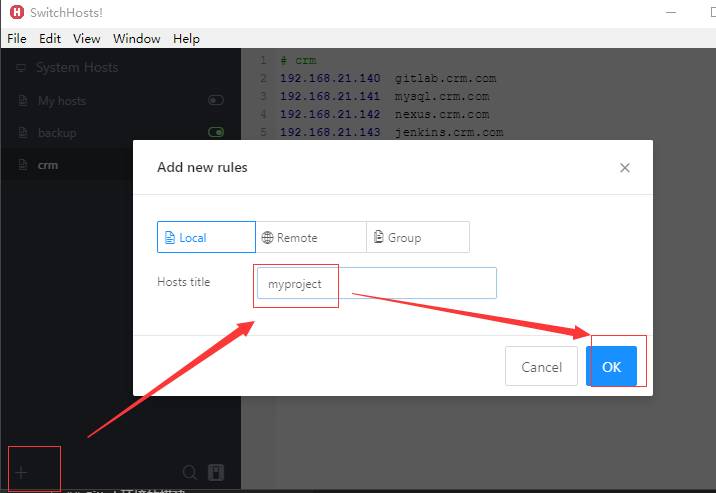 SwitchHosts!
File Edit View Window Help
System Hosts
My hosts
backup
crm
1 # crm
2 192.168.21.140 gitlab.crm.com
3 192.168.21.141 mysql.crm.com
4 192.168.21.142 nexus.crm.com
5 192.168.21.143 jenkins.crm.com
Add new rules
Local Remote Group
Hosts title myproject
Cancel OK